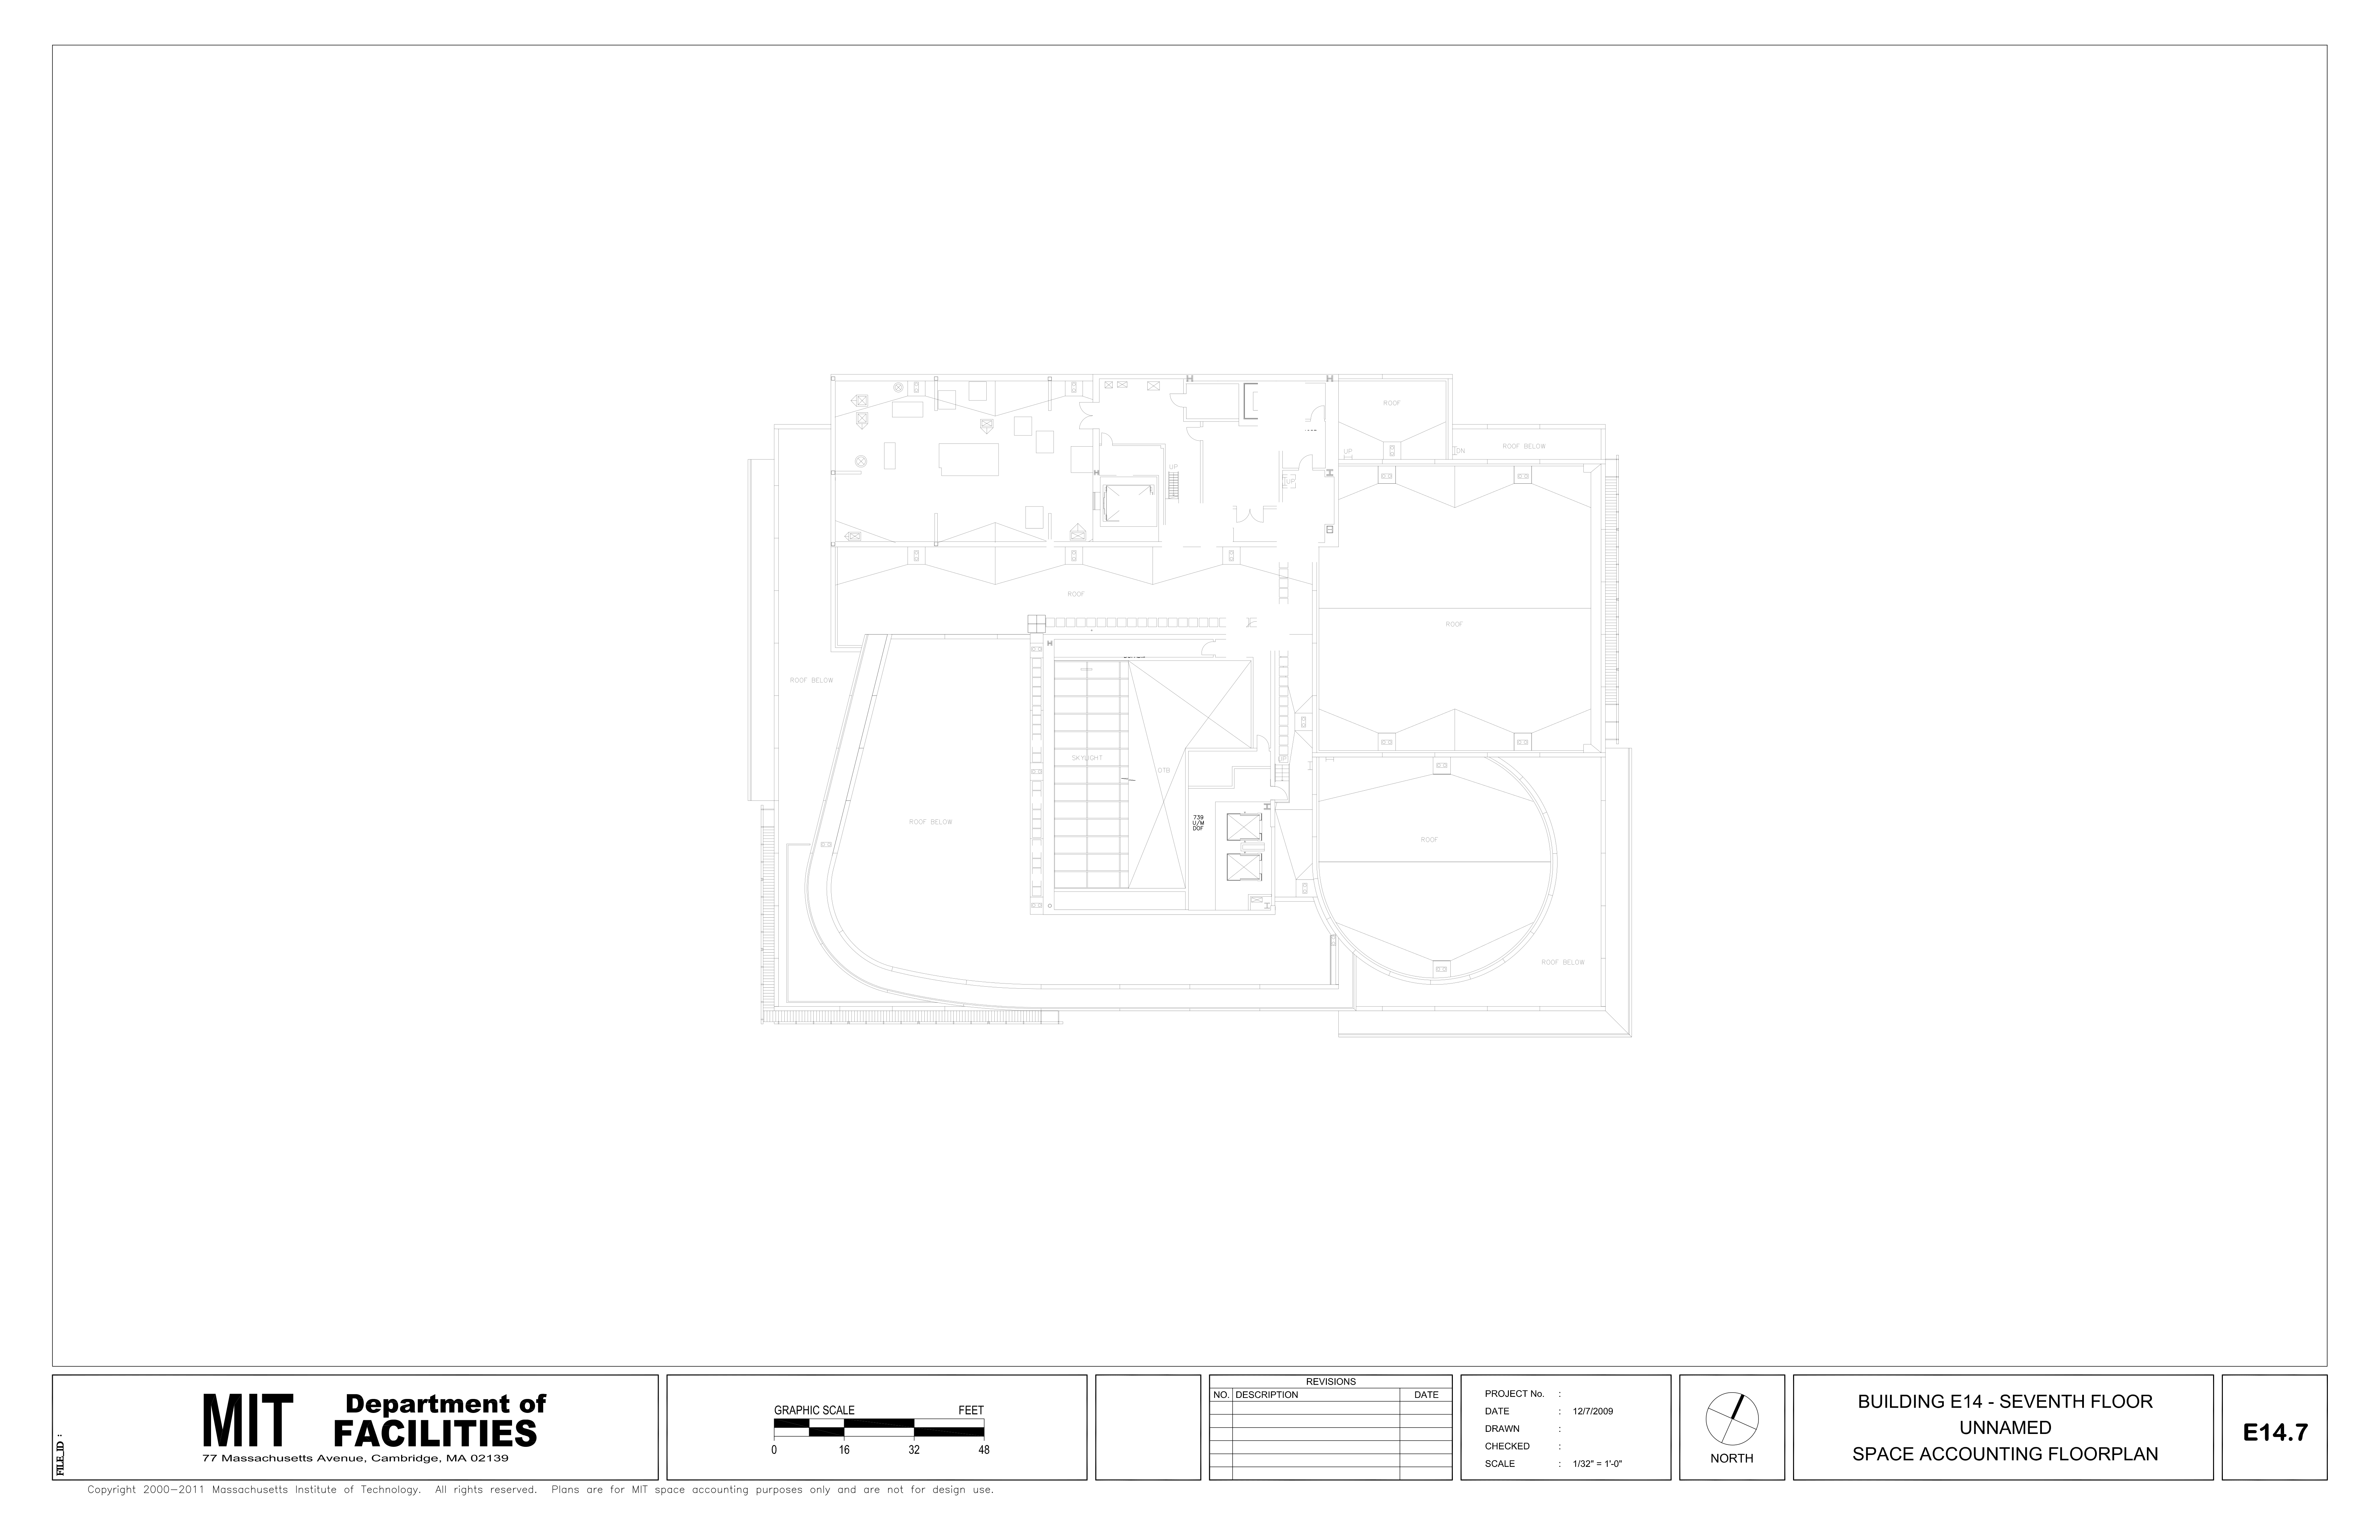 ROOF
UP
DN
ROOF BELOW
UP
UP
ROOF
ROOF
ROOF BELOW
SKYLIGHT
OTB
UP
ROOF BELOW
739
U/M
DOF
ROOF
ROOF BELOW
FILE_ID :
MIT
Department of
FACILITIES
77 Massachusetts Avenue, Cambridge, MA 02139
GRAPHIC SCALE FEET
0 16 32 48
REVISIONS
NO. DESCRIPTION DATE
PROJECT No. :
DATE : 12/7/2009
DRAWN :
CHECKED :
SCALE : 1/32" = 1'-0"
NORTH
BUILDING E14 - SEVENTH FLOOR
UNNAMED
SPACE ACCOUNTING FLOORPLAN
E14.7
Copyright 2000-2011 Massachusetts Institute of Technology. All rights reserved. Plans are for MIT space accounting purposes only and are not for design use.